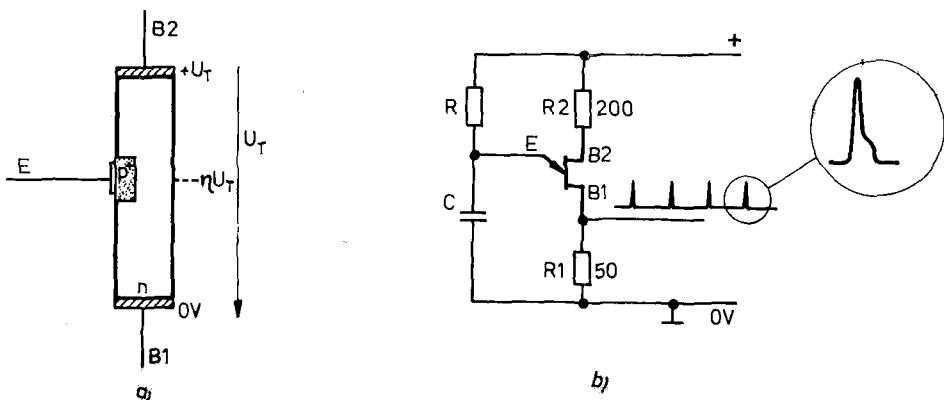 B2
+U_T
U_T
E
p
ηU_T
n
0V
B1
a)
+
R
R2 200
E
B2
B1
C
R1 50
0V
b)